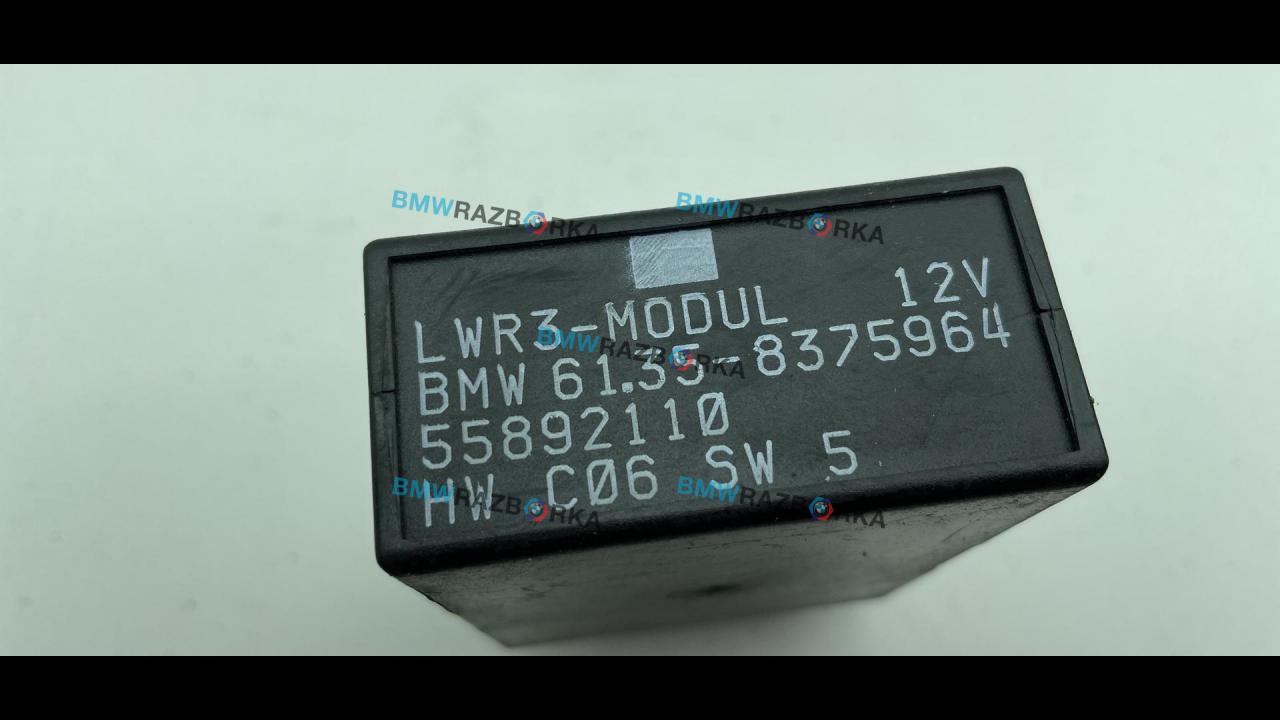 BMWRAZBORKA BMWRAZBORKA
LWR3-MODUL 12V
BMW 61.35-8375964
BMWRAZBORKA
55892110
HW C06 SW 5
BMWRAZBORKA BMWRAZBORKA